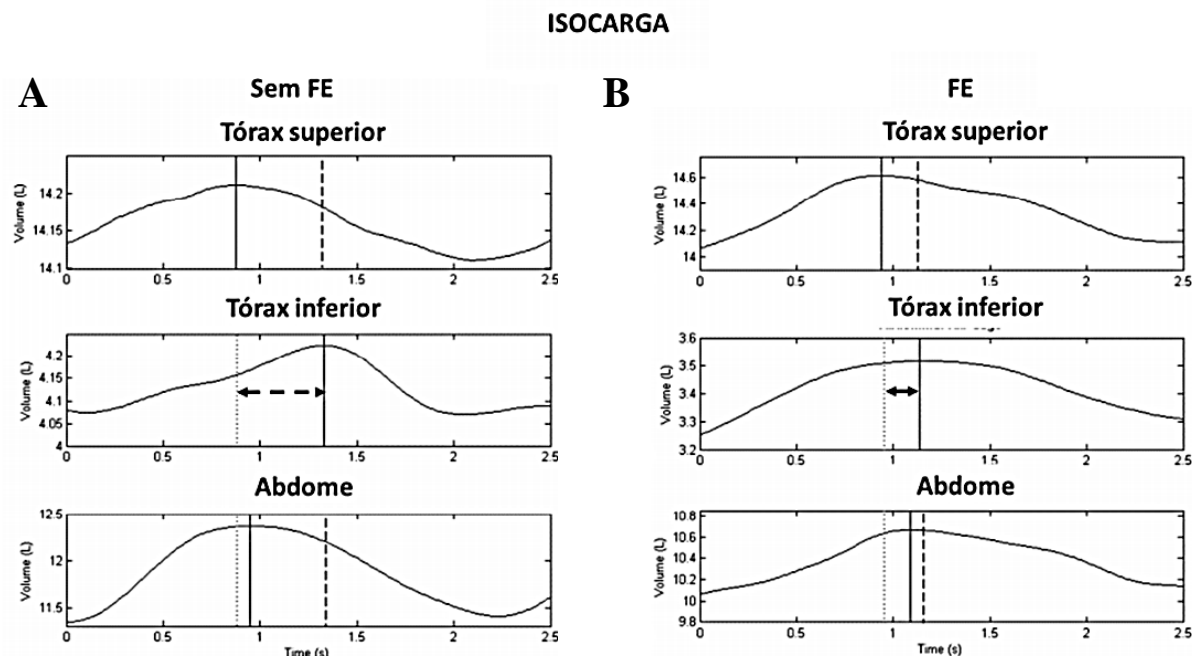 ISOCARGA
A
Sem FE
Tórax superior
Volume (L)
14.2
14.15
14.1
0 0.5 1 1.5 2 2.5
Tórax inferior
Volume (L)
4.2
4.15
4.1
4.05
4
0 0.5 1 1.5 2 2.5
Abdome
Volume (L)
12.5
12
11.5
0 0.5 1 1.5 2 2.5
Time (s)
B
FE
Tórax superior
Volume (L)
14.6
14.4
14.2
14
0 0.5 1 1.5 2 2.5
Tórax inferior
Volume (L)
3.6
3.5
3.4
3.3
3.2
0 0.5 1 1.5 2 2.5
Abdome
Volume (L)
10.8
10.6
10.4
10.2
10
9.8
0 0.5 1 1.5 2 2.5
Time (s)